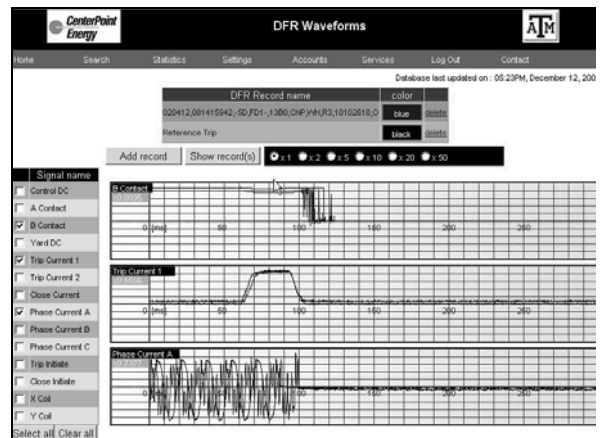 CenterPoint
Energy
DFR Waveforms
A|M
Home Search Statistics Settings Accounts Services Log Out Contact
Database last updated on : 05:23PM, December 12, 200
DFR Record name color
blue delete
Reference Trip black delete
Add record Show record(s) x 1 x 2 x 5 x 10 x 20 x 50
Signal name
Control DC
A Contact
B Contact
Yard DC
Trip Current 1
Trip Current 2
Close Current
Phase Current A
Phase Current B
Phase Current C
Trip Initiate
Close Initiate
X Coil
Y Coil
Select all Clear all
B Contact
0 [ms] 50 100 150 200 250
Trip Current 1
0 [ms] 50 100 150 200 250
Phase Current A
0 [ms] 50 100 150 200 250